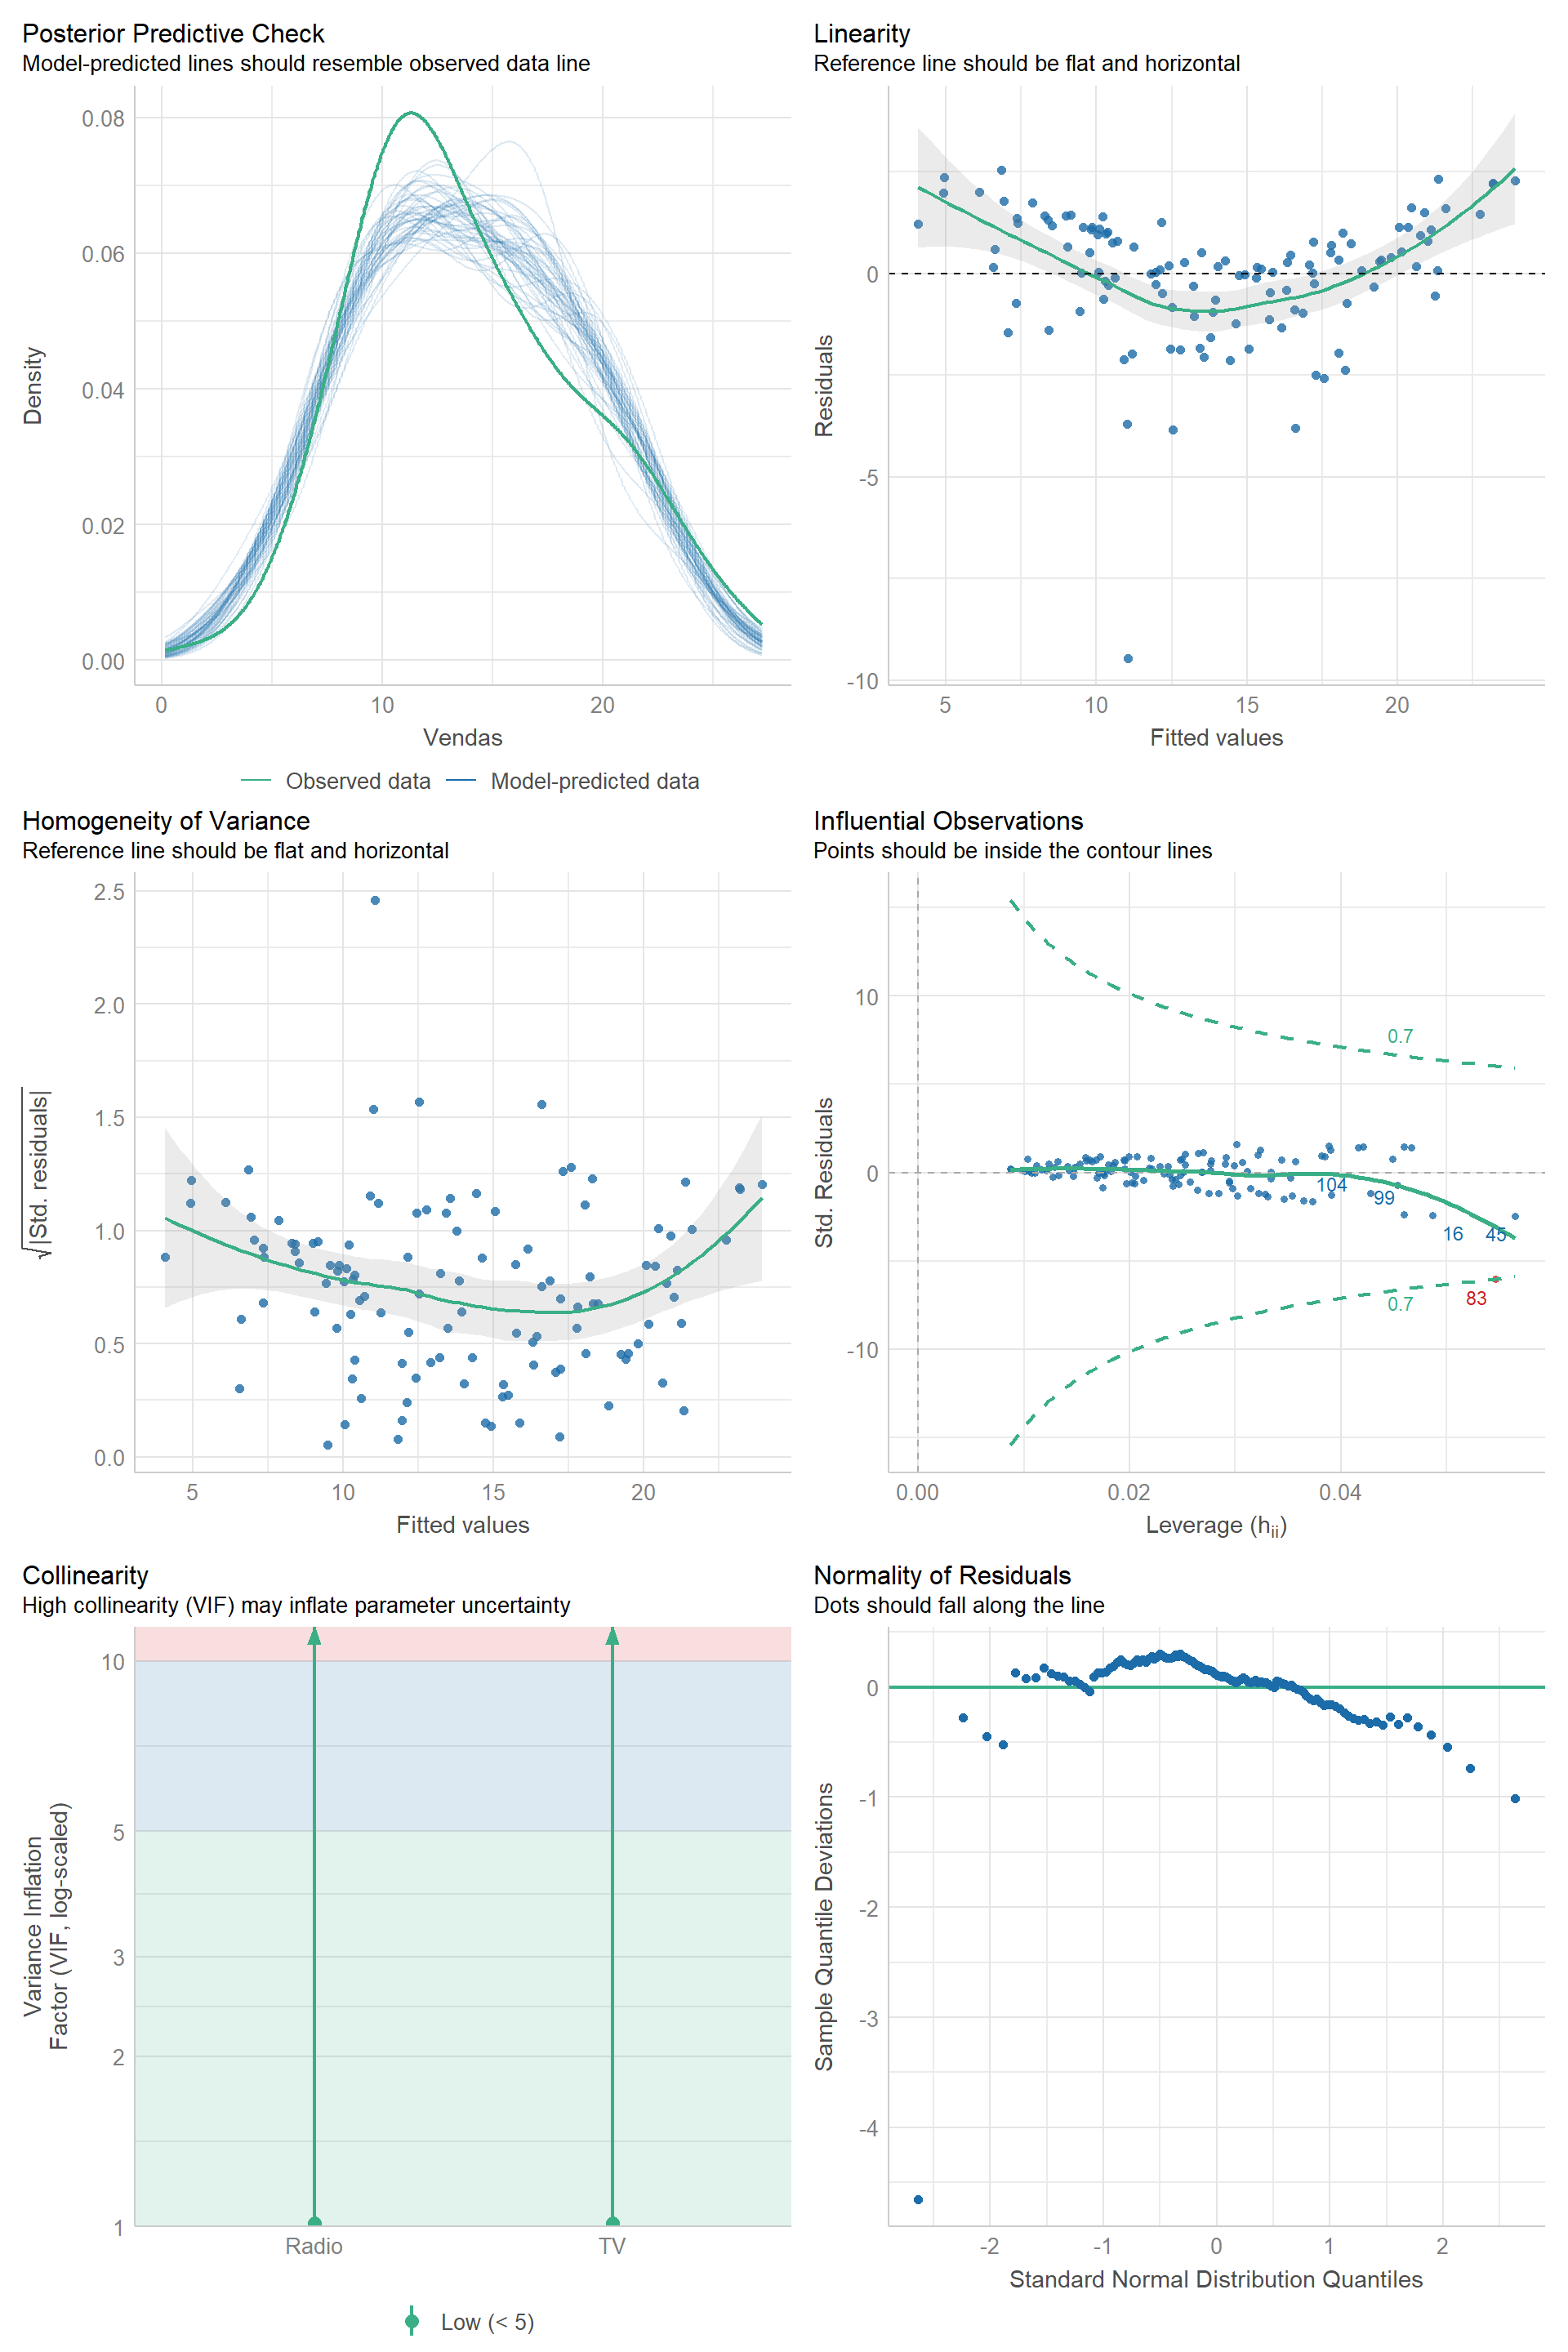 Posterior Predictive Check
Model-predicted lines should resemble observed data line
0.08
0.06
0.04
0.02
0.00
Density
0
10
20
Vendas
Observed data
Model-predicted data
Linearity
Reference line should be flat and horizontal
0
-5
-10
Residuals
5
10
15
20
Fitted values
Homogeneity of Variance
Reference line should be flat and horizontal
2.5
2.0
1.5
1.0
0.5
0.0
√|Std. residuals|
5
10
15
20
Fitted values
Influential Observations
Points should be inside the contour lines
10
0
-10
Std. Residuals
0.7
104
99
16
45
0.7
83
0.00
0.02
0.04
Leverage (hii)
Collinearity
High collinearity (VIF) may inflate parameter uncertainty
10
5
3
2
1
Variance Inflation
Factor (VIF, log-scaled)
Radio
TV
Low (< 5)
Normality of Residuals
Dots should fall along the line
0
-1
-2
-3
-4
Sample Quantile Deviations
-2
-1
0
1
2
Standard Normal Distribution Quantiles